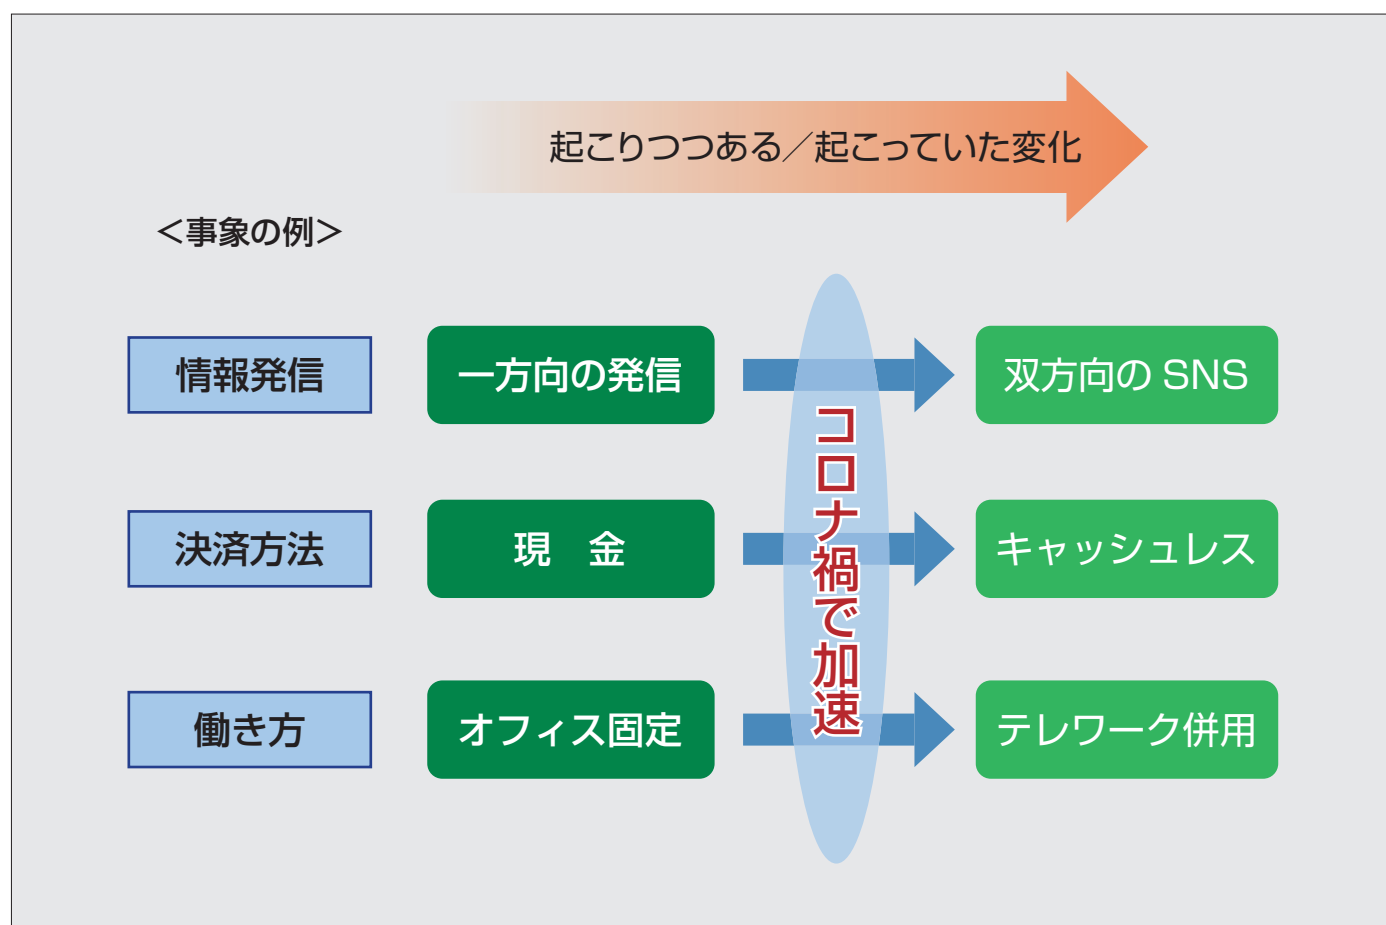 起こりつつある／起こっていた変化
＜事象の例＞
情報発信
一方向の発信
双方向の SNS
決済方法
現　金
キャッシュレス
働き方
オフィス固定
テレワーク併用
コロナ禍で加速